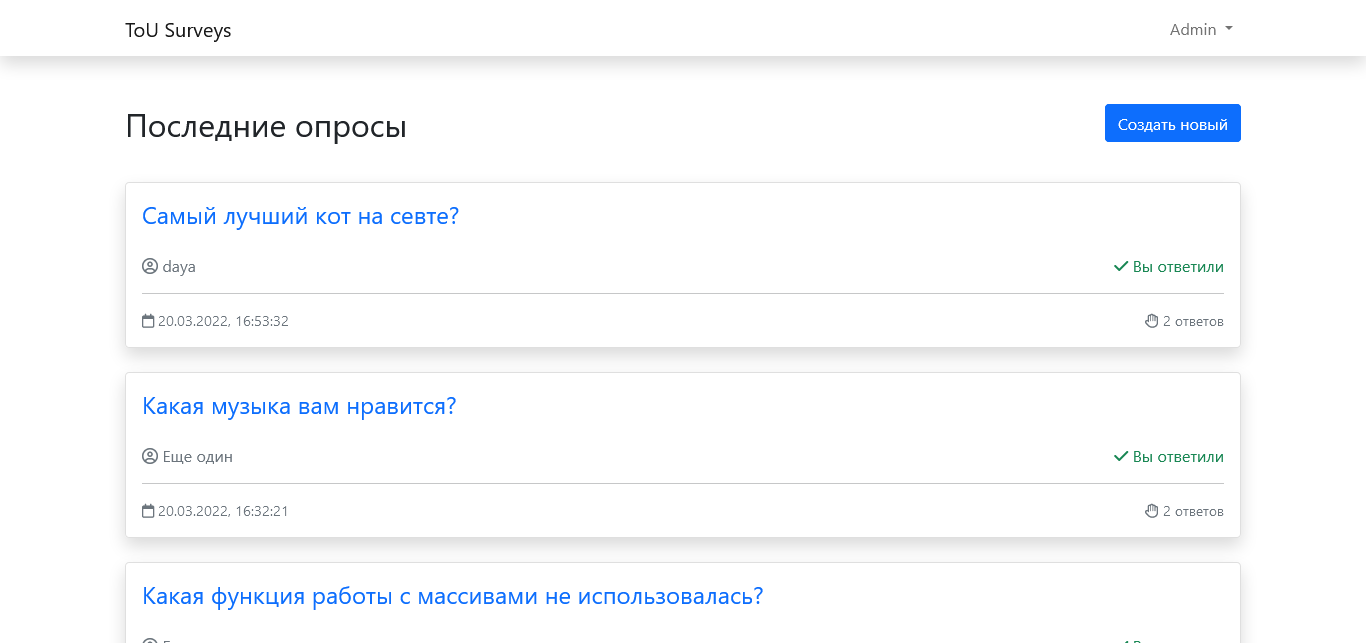 ToU Surveys
Admin
Последние опросы
Создать новый
Самый лучший кот на севте?
daya
Вы ответили
20.03.2022, 16:53:32
2 ответов
Какая музыка вам нравится?
Еще один
Вы ответили
20.03.2022, 16:32:21
2 ответов
Какая функция работы с массивами не использовалась?